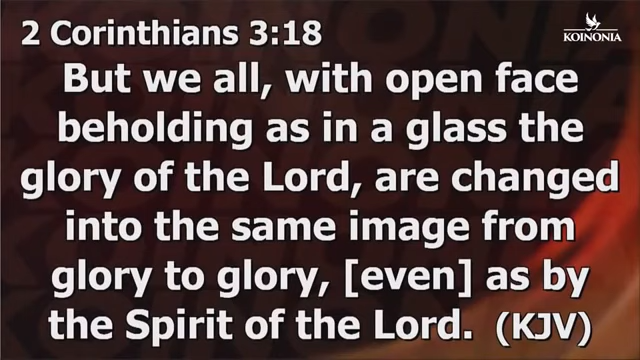 2 Corinthians 3:18
KOINONIA
But we all, with open face
beholding as in a glass the
glory of the Lord, are changed
into the same image from
glory to glory, [even] as by
the Spirit of the Lord. (KJV)